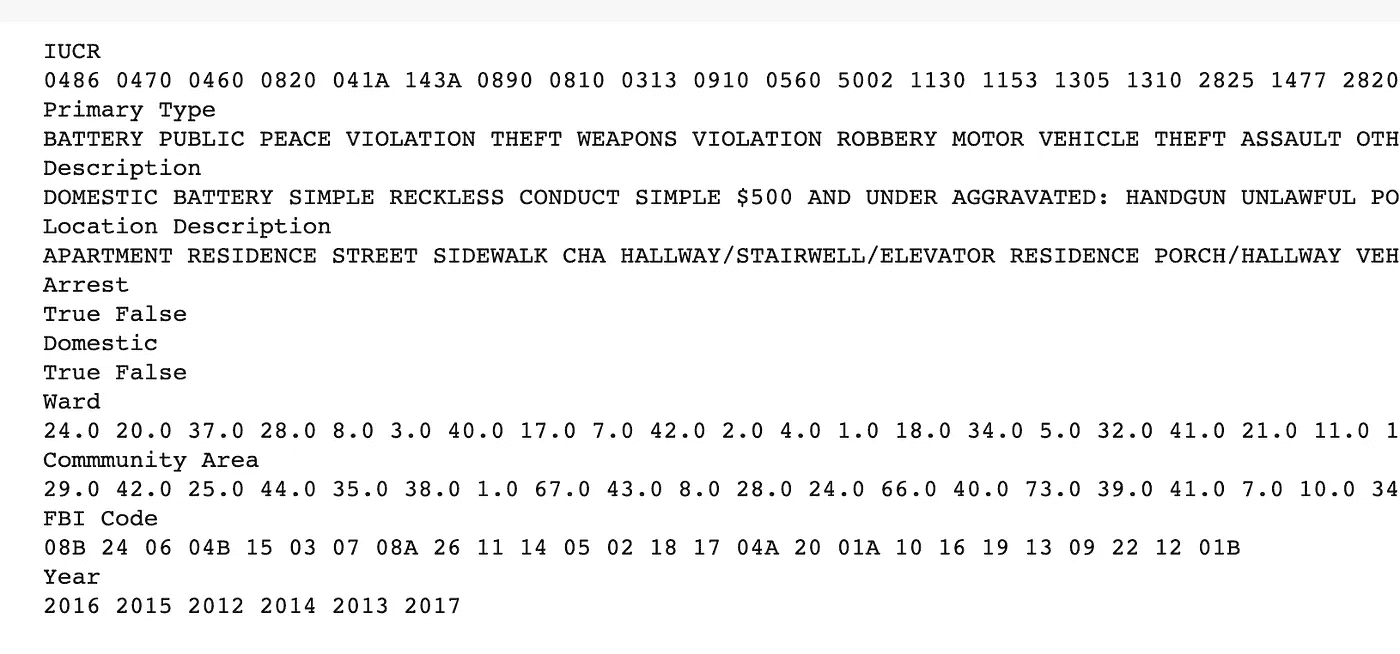 IUCR
0486 0470 0460 0820 041A 143A 0890 0810 0313 0910 0560 5002 1130 1153 1305 1310 2825 1477 2820
Primary Type
BATTERY PUBLIC PEACE VIOLATION THEFT WEAPONS VIOLATION ROBBERY MOTOR VEHICLE THEFT ASSAULT OTH
Description
DOMESTIC BATTERY SIMPLE RECKLESS CONDUCT SIMPLE $500 AND UNDER AGGRAVATED: HANDGUN UNLAWFUL PO
Location Description
APARTMENT RESIDENCE STREET SIDEWALK CHA HALLWAY/STAIRWELL/ELEVATOR RESIDENCE PORCH/HALLWAY VEH
Arrest
True False
Domestic
True False
Ward
24.0 20.0 37.0 28.0 8.0 3.0 40.0 17.0 7.0 42.0 2.0 4.0 1.0 18.0 34.0 5.0 32.0 41.0 21.0 11.0 1
Commmunity Area
29.0 42.0 25.0 44.0 35.0 38.0 1.0 67.0 43.0 8.0 28.0 24.0 66.0 40.0 73.0 39.0 41.0 7.0 10.0 34
FBI Code
08B 24 06 04B 15 03 07 08A 26 11 14 05 02 18 17 04A 20 01A 10 16 19 13 09 22 12 01B
Year
2016 2015 2012 2014 2013 2017